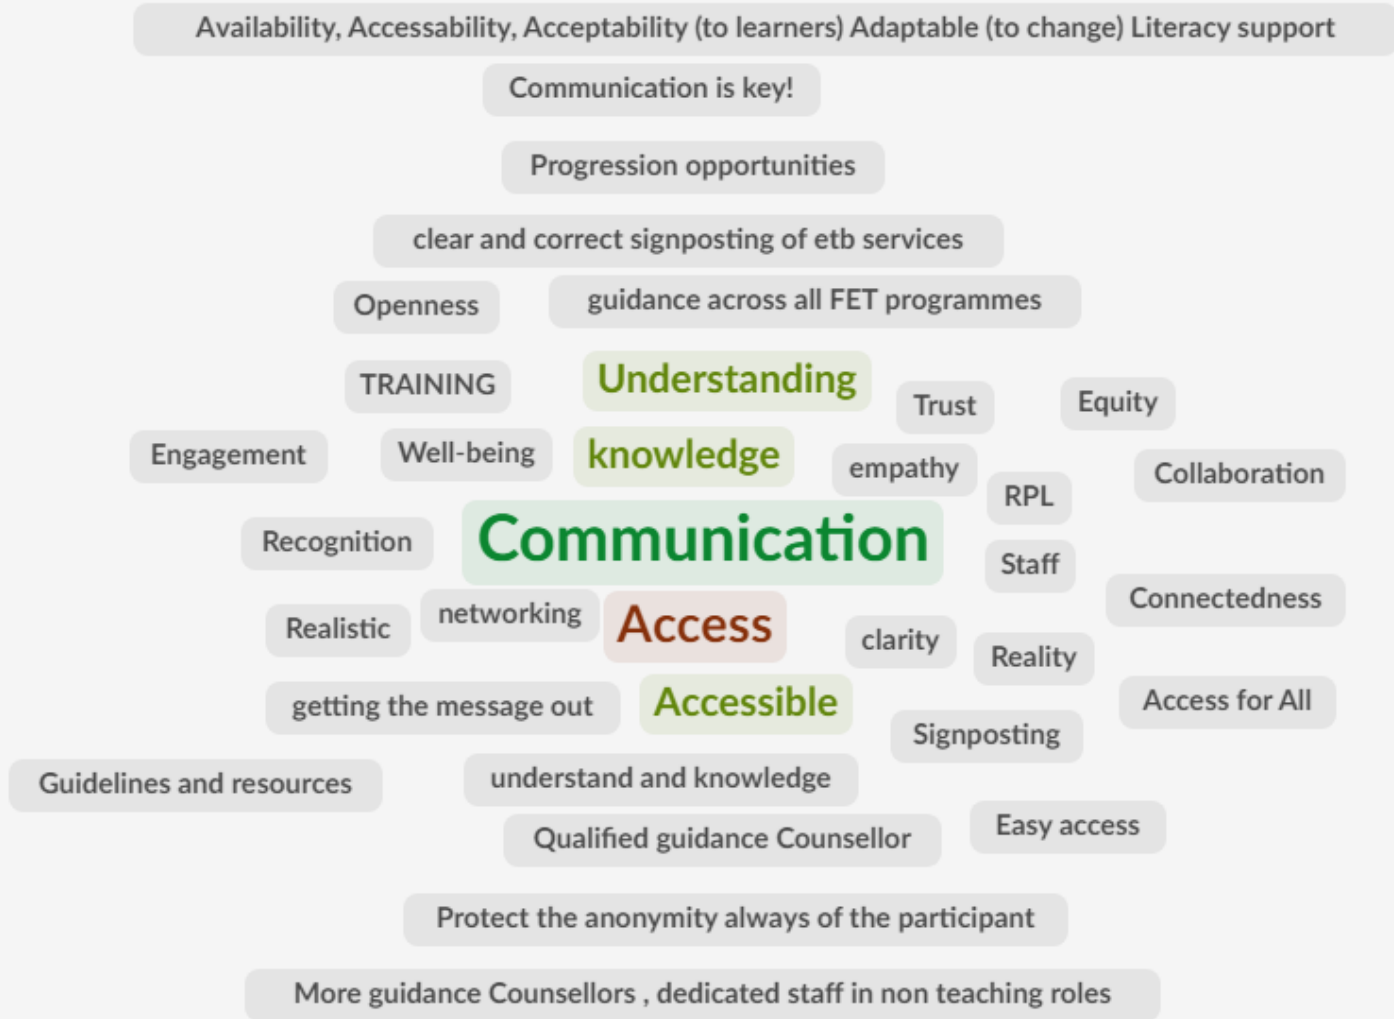 Availability, Accessability, Acceptability (to learners) Adaptable (to change) Literacy support
Communication is key!
Progression opportunities
clear and correct signposting of etb services
Openness
guidance across all FET programmes
TRAINING
Understanding
Trust
Equity
Engagement
Well-being
knowledge
empathy
Collaboration
RPL
Recognition
Communication
Staff
Connectedness
Realistic
networking
Access
clarity
Reality
getting the message out
Accessible
Access for All
Signposting
Guidelines and resources
understand and knowledge
Easy access
Qualified guidance Counsellor
Protect the anonymity always of the participant
More guidance Counsellors , dedicated staff in non teaching roles